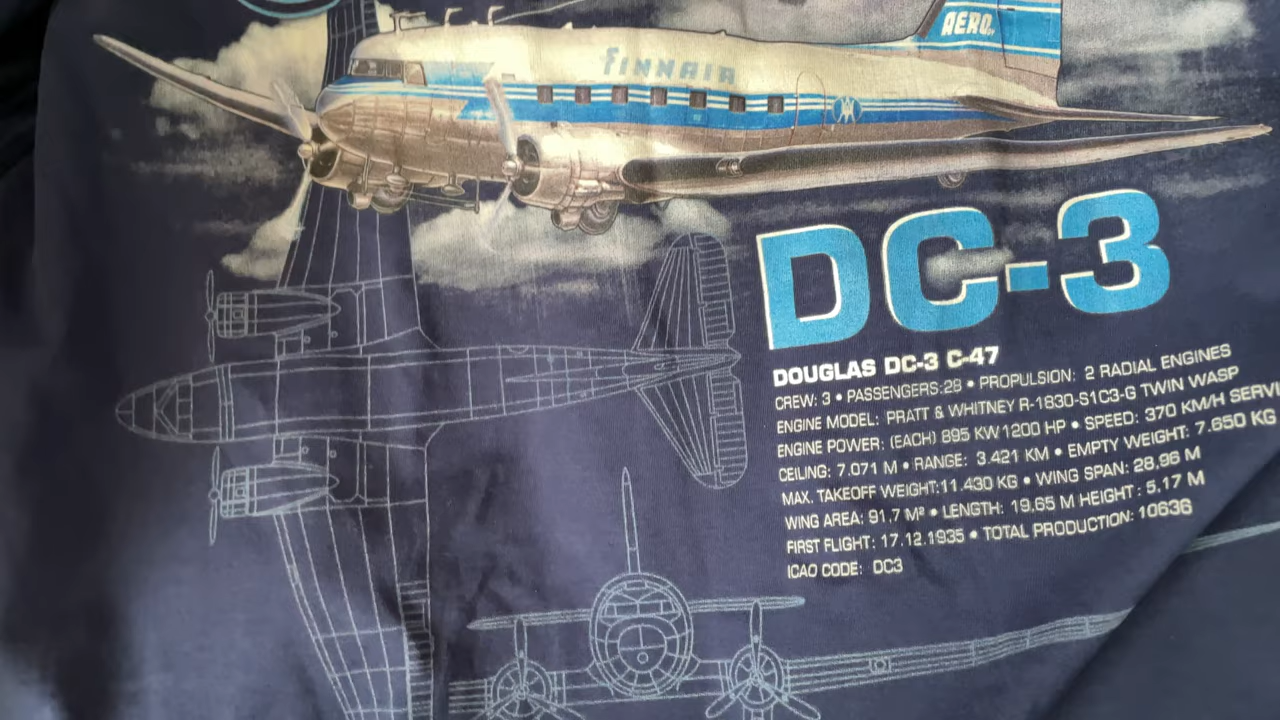 AERO OY
FINNAIR
DC-3
DOUGLAS DC-3 C-47
CREW: 3 • PASSENGERS:28 • PROPULSION: 2 RADIAL ENGINES
ENGINE MODEL: PRATT & WHITNEY R-1830-S1C3-G TWIN WASP
ENGINE POWER: (EACH) 895 KW1200 HP • SPEED: 370 KM/H SERVI
CEILING: 7.071 M • RANGE: 3.421 KM • EMPTY WEIGHT: 7.650 KG
MAX. TAKEOFF WEIGHT:11.430 KG • WING SPAN: 28,96 M
WING AREA: 91,7 M² • LENGTH: 19,65 M HEIGHT: 5,17 M
FIRST FLIGHT: 17.12.1935 • TOTAL PRODUCTION: 10636
ICAO CODE: DC3